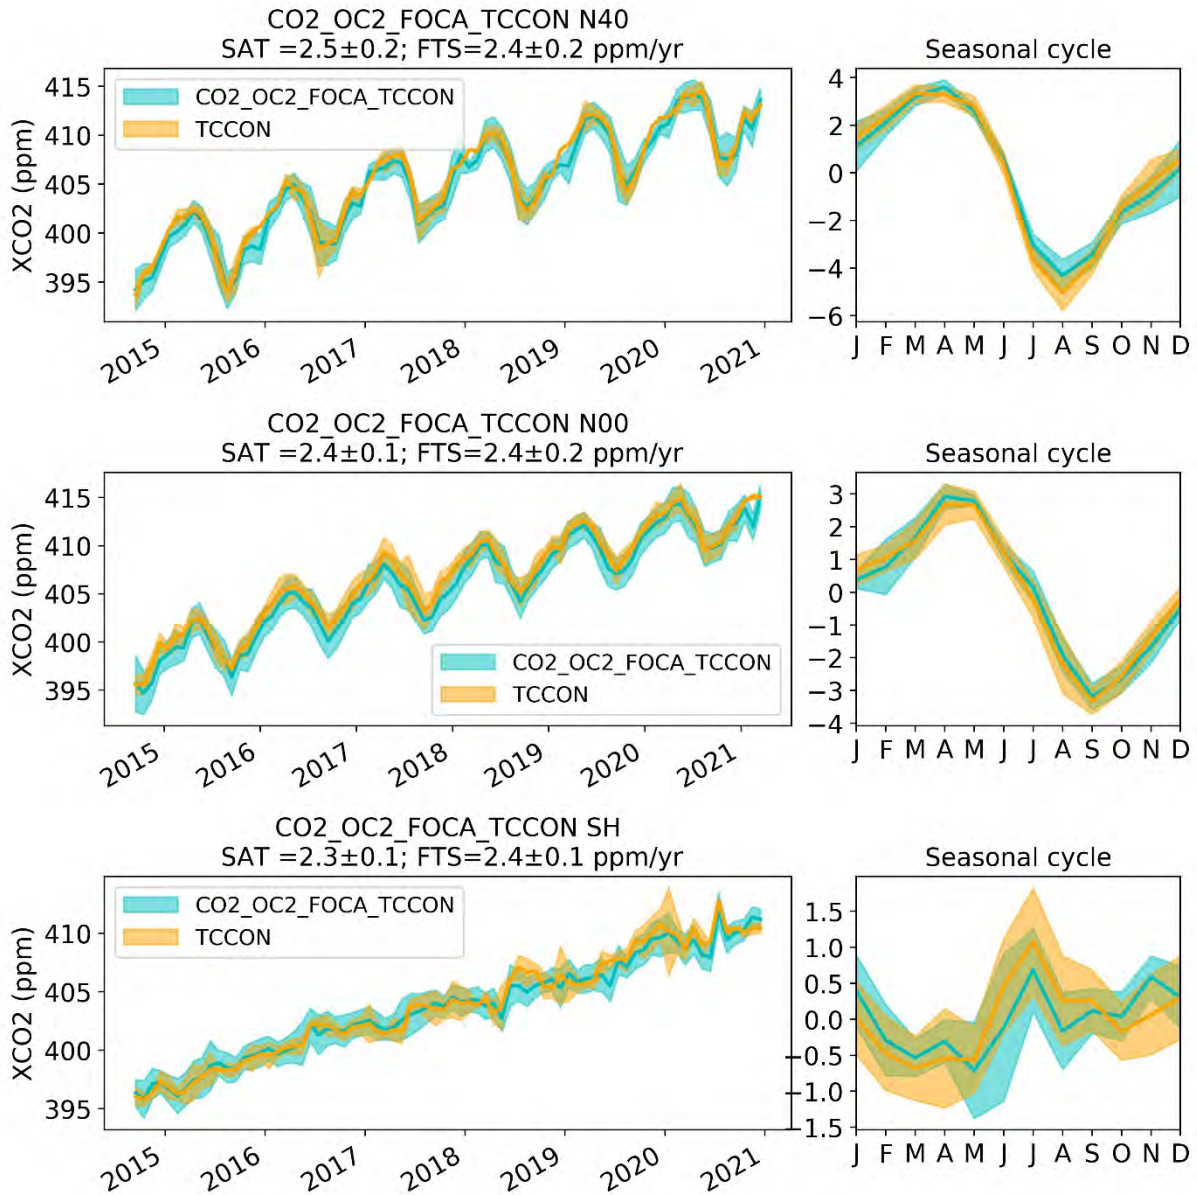 CO2_OC2_FOCA_TCCON N40
SAT =2.5±0.2; FTS=2.4±0.2 ppm/yr
Seasonal cycle
XCO2 (ppm)
415
410
405
400
395
CO2_OC2_FOCA_TCCON
TCCON
2015 2016 2017 2018 2019 2020 2021
4
2
0
−2
−4
−6
J F M A M J J A S O N D
CO2_OC2_FOCA_TCCON N00
SAT =2.4±0.1; FTS=2.4±0.2 ppm/yr
Seasonal cycle
XCO2 (ppm)
415
410
405
400
395
CO2_OC2_FOCA_TCCON
TCCON
2015 2016 2017 2018 2019 2020 2021
3
2
1
0
−1
−2
−3
−4
J F M A M J J A S O N D
CO2_OC2_FOCA_TCCON SH
SAT =2.3±0.1; FTS=2.4±0.1 ppm/yr
Seasonal cycle
XCO2 (ppm)
410
405
400
395
CO2_OC2_FOCA_TCCON
TCCON
2015 2016 2017 2018 2019 2020 2021
1.5
1.0
0.5
0.0
−0.5
−1.0
−1.5
J F M A M J J A S O N D